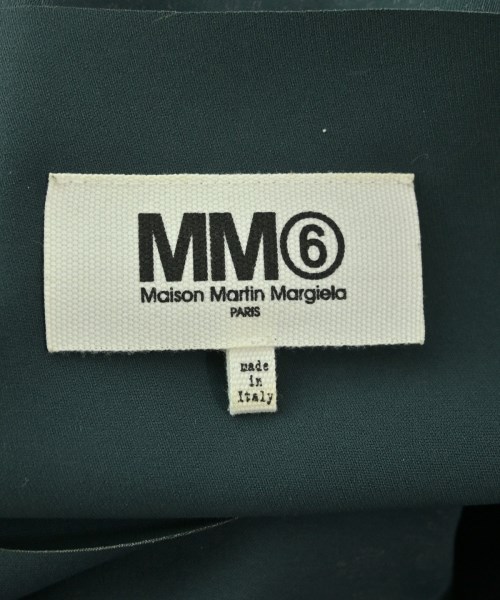 MM⑥
Maison Martin Margiela
PARIS
made
in
Italy